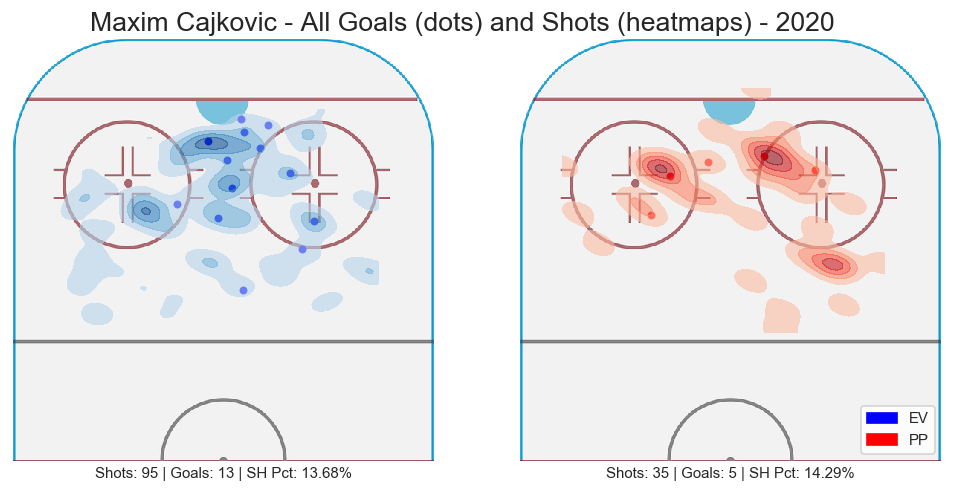 Maxim Cajkovic - All Goals (dots) and Shots (heatmaps) - 2020
EV
PP
Shots: 95 | Goals: 13 | SH Pct: 13.68%
Shots: 35 | Goals: 5 | SH Pct: 14.29%